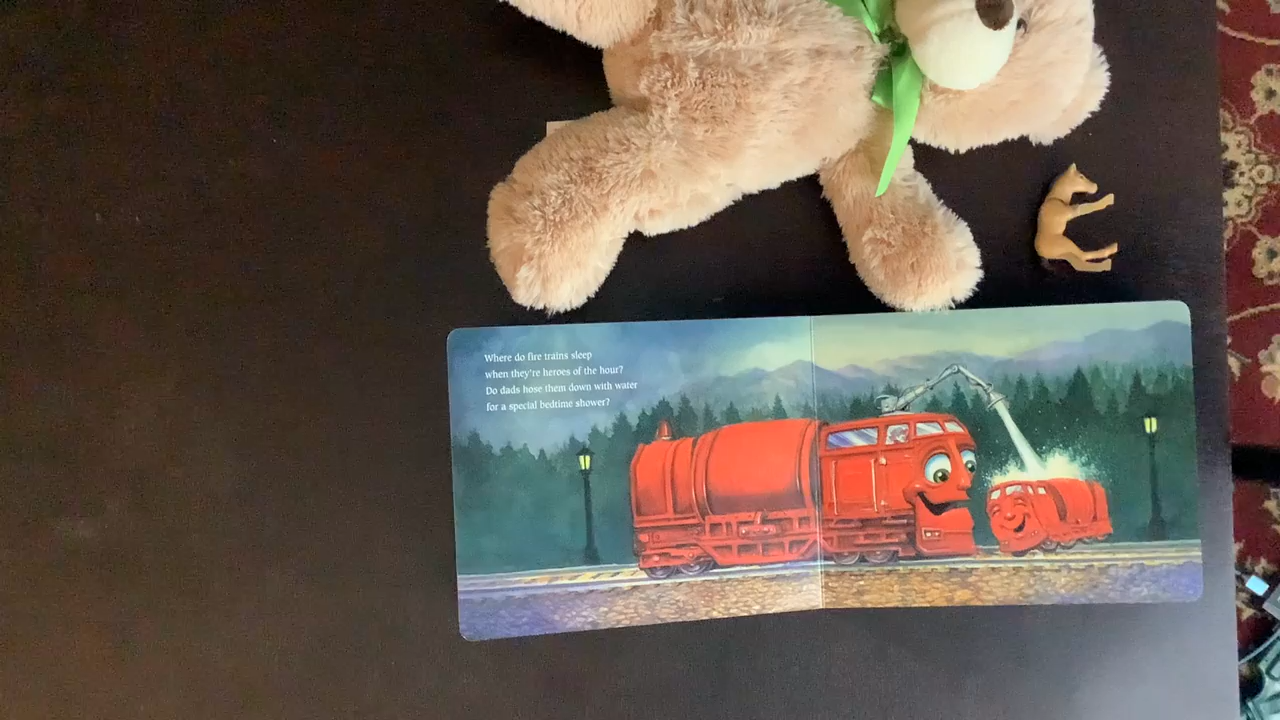 Where do fire trains sleep
when they're heroes of the hour?
Do dads hose them down with water
for a special bedtime shower?